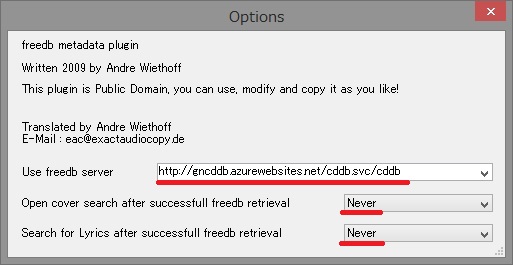 Options
freedb metadata plugin
Written 2009 by Andre Wiethoff
This plugin is Public Domain, you can use, modify and copy it as you like!
Translated by Andre Wiethoff
E-Mail : eac@exactaudiocopy.de
Use freedb server http://gncddb.azurewebsites.net/cddb.svc/cddb
Open cover search after successfull freedb retrieval Never
Search for Lyrics after successfull freedb retrieval Never